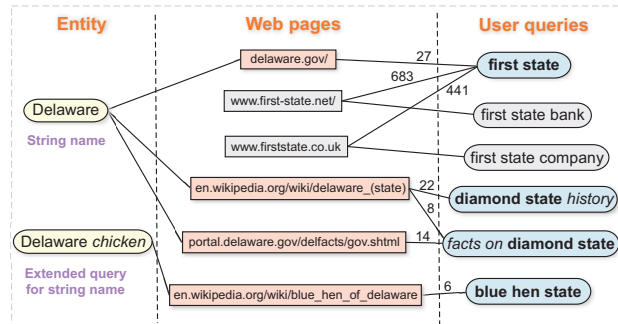 Entity
Web pages
User queries
delaware.gov/
27
first state
683
441
www.first-state.net/
Delaware
first state bank
String name
www.firststate.co.uk
first state company
en.wikipedia.org/wiki/delaware_(state)
22
diamond state history
8
Delaware chicken
portal.delaware.gov/delfacts/gov.shtml
14
facts on diamond state
Extended query
for string name
en.wikipedia.org/wiki/blue_hen_of_delaware
6
blue hen state